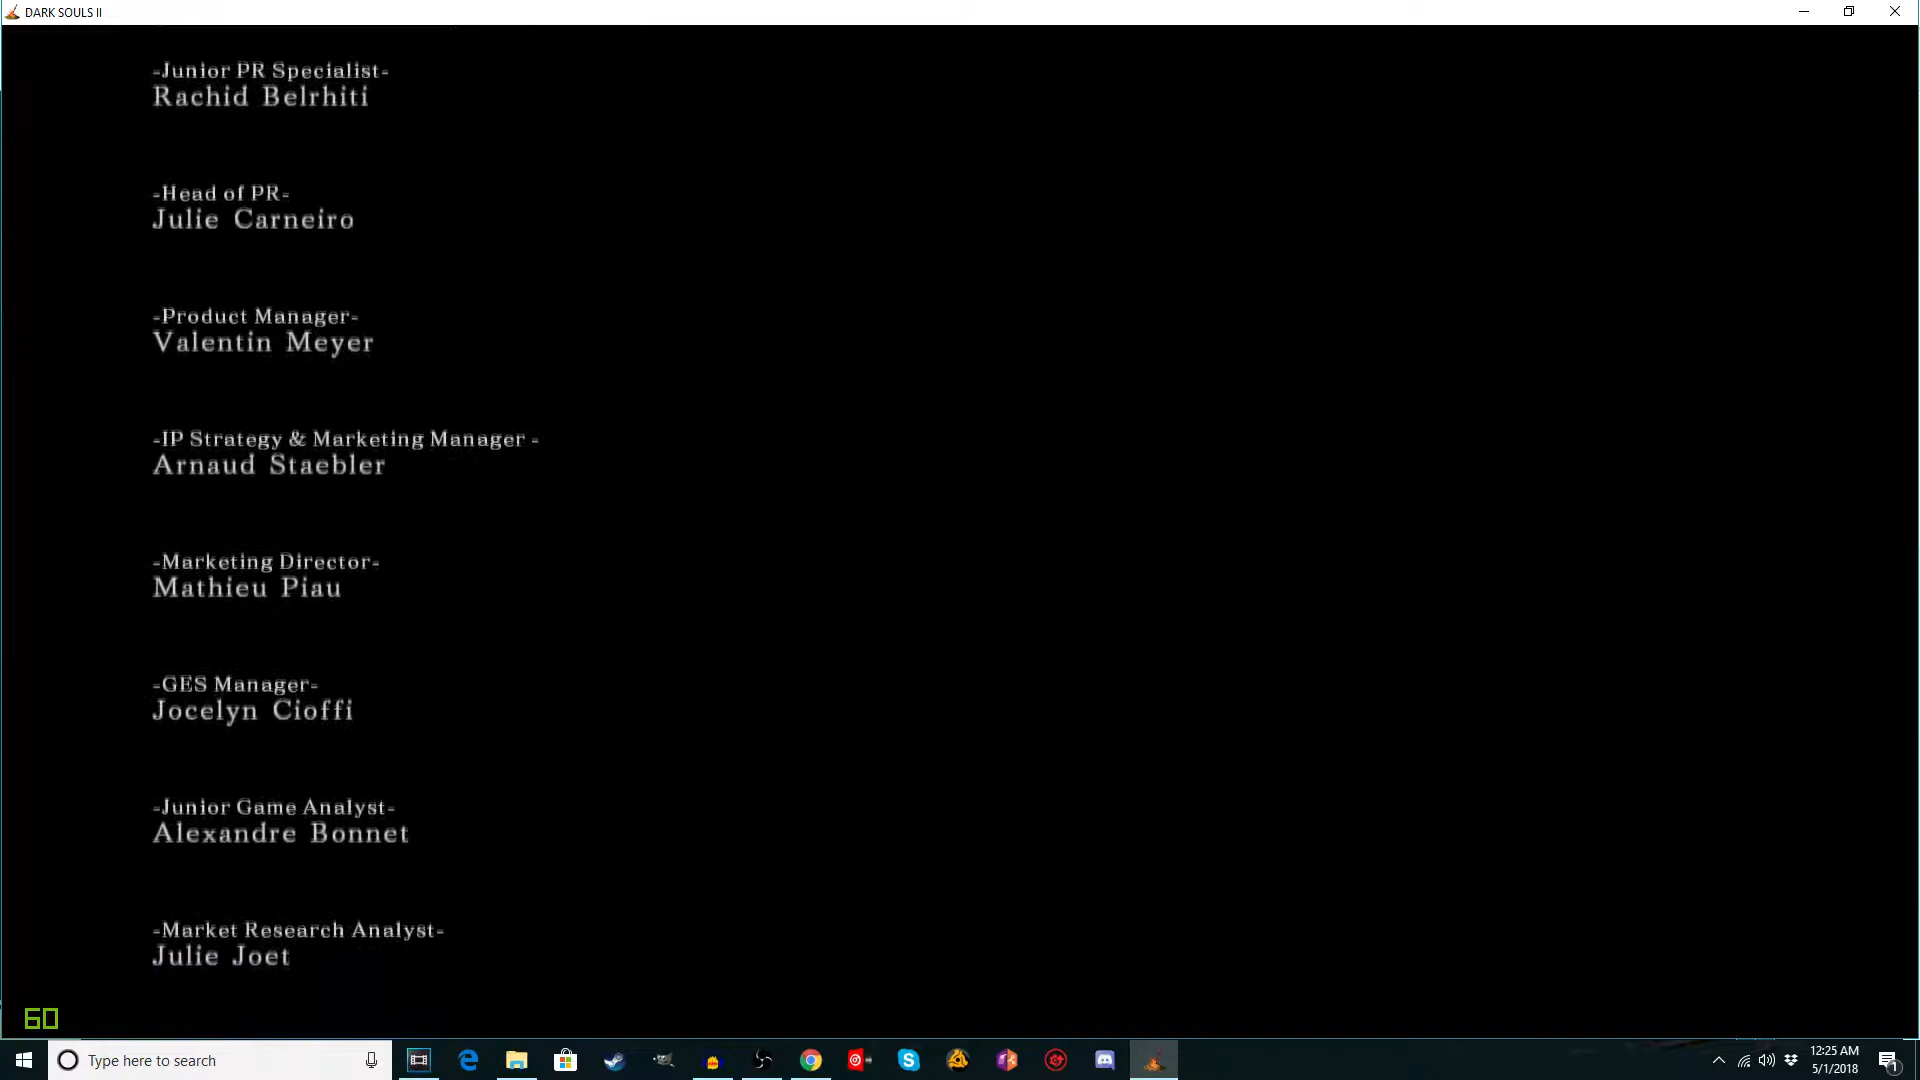 DARK SOULS II
-Junior PR Specialist-
Rachid Belrhiti
-Head of PR-
Julie Carneiro
-Product Manager-
Valentin Meyer
-IP Strategy & Marketing Manager -
Arnaud Staebler
-Marketing Director-
Mathieu Piau
-GES Manager-
Jocelyn Cioffi
-Junior Game Analyst-
Alexandre Bonnet
-Market Research Analyst-
Julie Joet
60
Type here to search
12:25 AM
5/1/2018
1